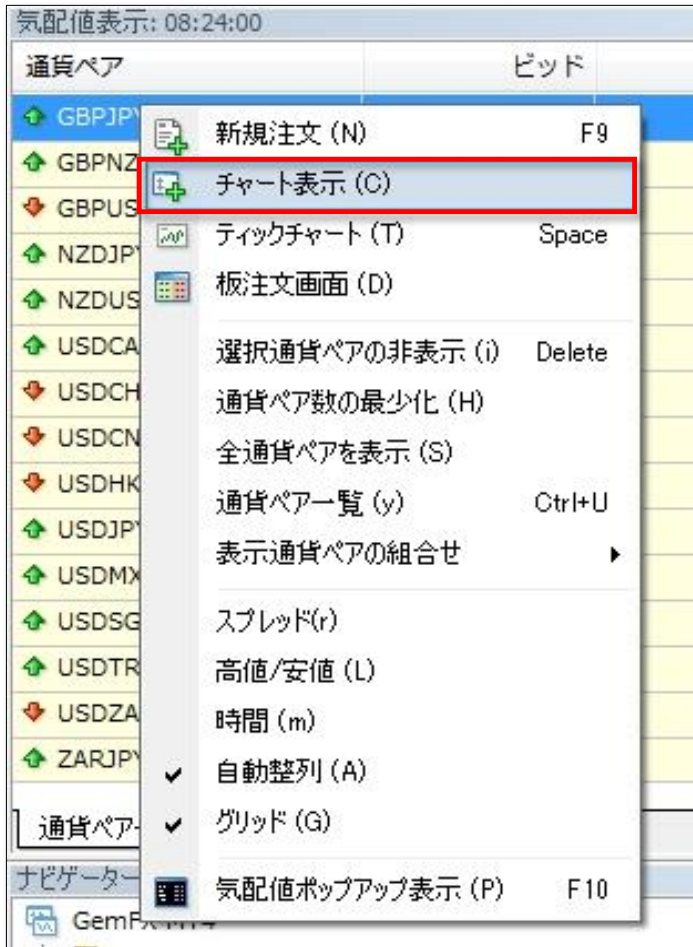 気配値表示: 08:24:00
通貨ペア ビッド
GBPJPY
新規注文 (N) F9
GBPNZ
チャート表示 (C)
GBPUS
ティックチャート (T) Space
NZDJPY
板注文画面 (D)
NZDUS
選択通貨ペアの非表示 (i) Delete
USDCA
通貨ペア数の最少化 (H)
USDCH
全通貨ペアを表示 (S)
USDCN
通貨ペア一覧 (y) Ctrl+U
USDHK
表示通貨ペアの組合せ
USDJPY
スプレッド(r)
USDMX
高値/安値 (L)
USDSG
時間 (m)
USDTR
自動整列 (A)
USDZA
グリッド (G)
ZARJPY
通貨ペア
ナビゲーター
気配値ポップアップ表示 (P) F10
GemFX MT4